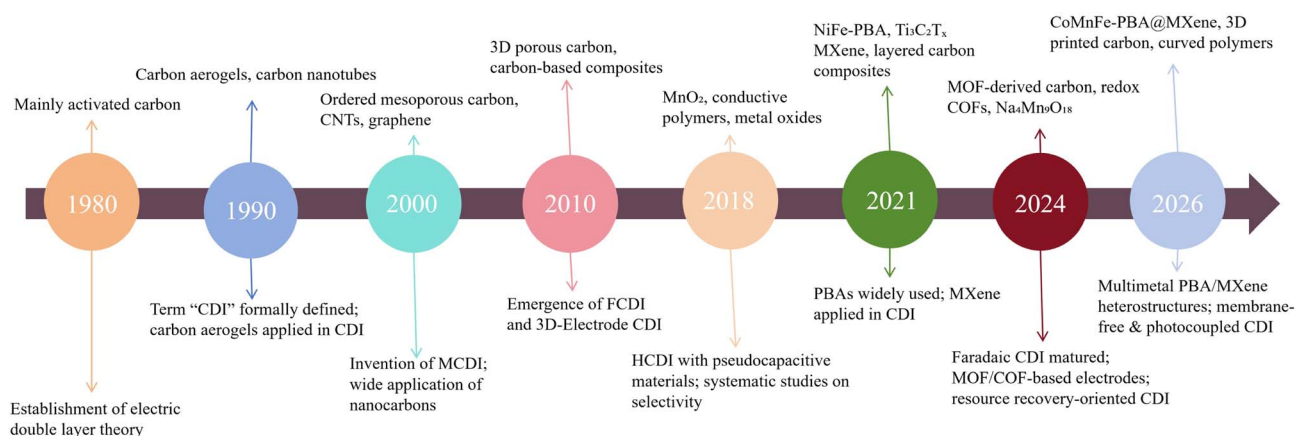 Mainly activated carbon
1980
Establishment of electric
double layer theory
Carbon aerogels, carbon nanotubes
1990
Term “CDI” formally defined;
carbon aerogels applied in CDI
Ordered mesoporous carbon,
CNTs, graphene
2000
Invention of MCDI;
wide application of
nanocarbons
3D porous carbon,
carbon-based composites
2010
Emergence of FCDI
and 3D-Electrode CDI
MnO₂, conductive
polymers, metal oxides
2018
HCDI with pseudocapacitive
materials; systematic studies on
selectivity
NiFe-PBA, Ti₃C₂Tₓ
MXene, layered carbon
composites
2021
PBAs widely used; MXene
applied in CDI
MOF-derived carbon, redox
COFs, Na₄Mn₉O₁₈
2024
Faradaic CDI matured;
MOF/COF-based electrodes;
resource recovery-oriented CDI
CoMnFe-PBA@MXene, 3D
printed carbon, curved polymers
2026
Multimetal PBA/MXene
heterostructures; membrane-
free & photocoupled CDI